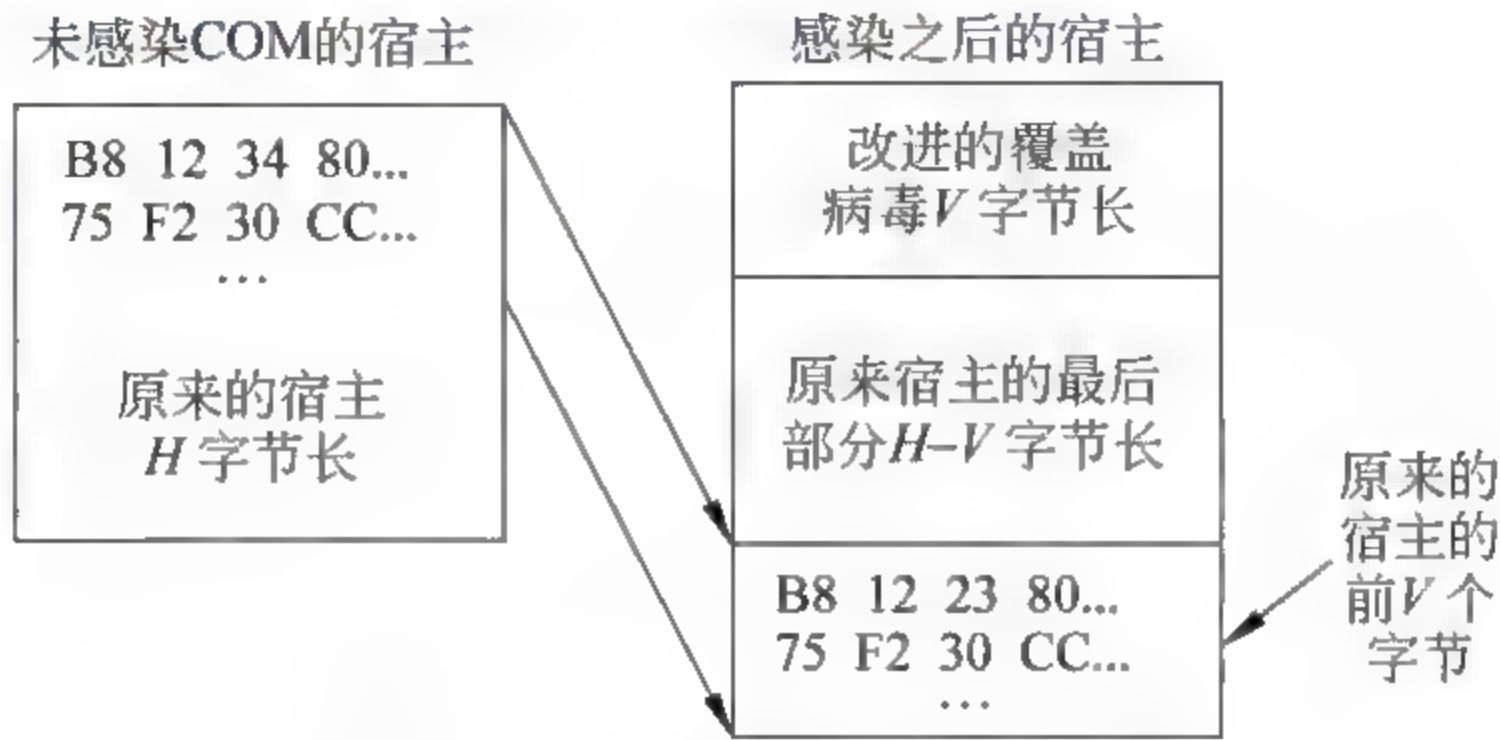 未感染COM的宿主
B8 12 34 80...
75 F2 30 CC...
...
原来的宿主
H 字节长
感染之后的宿主
改进的覆盖
病毒V 字节长
原来宿主的最后
部分H–V 字节长
B8 12 23 80...
75 F2 30 CC...
...
原来的
宿主的
前V 个
字节